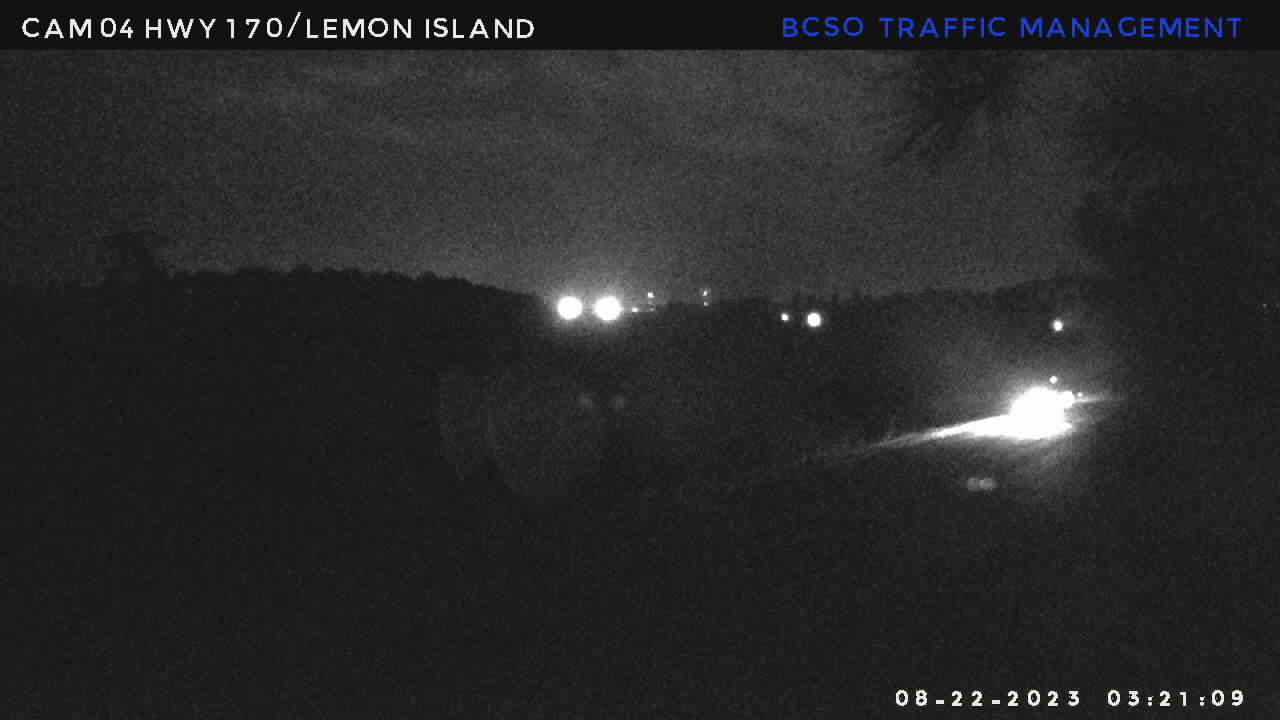 CAM 04 HWY 170/LEMON ISLAND
BCSO TRAFFIC MANAGEMENT
08-22-2023 03:21:09